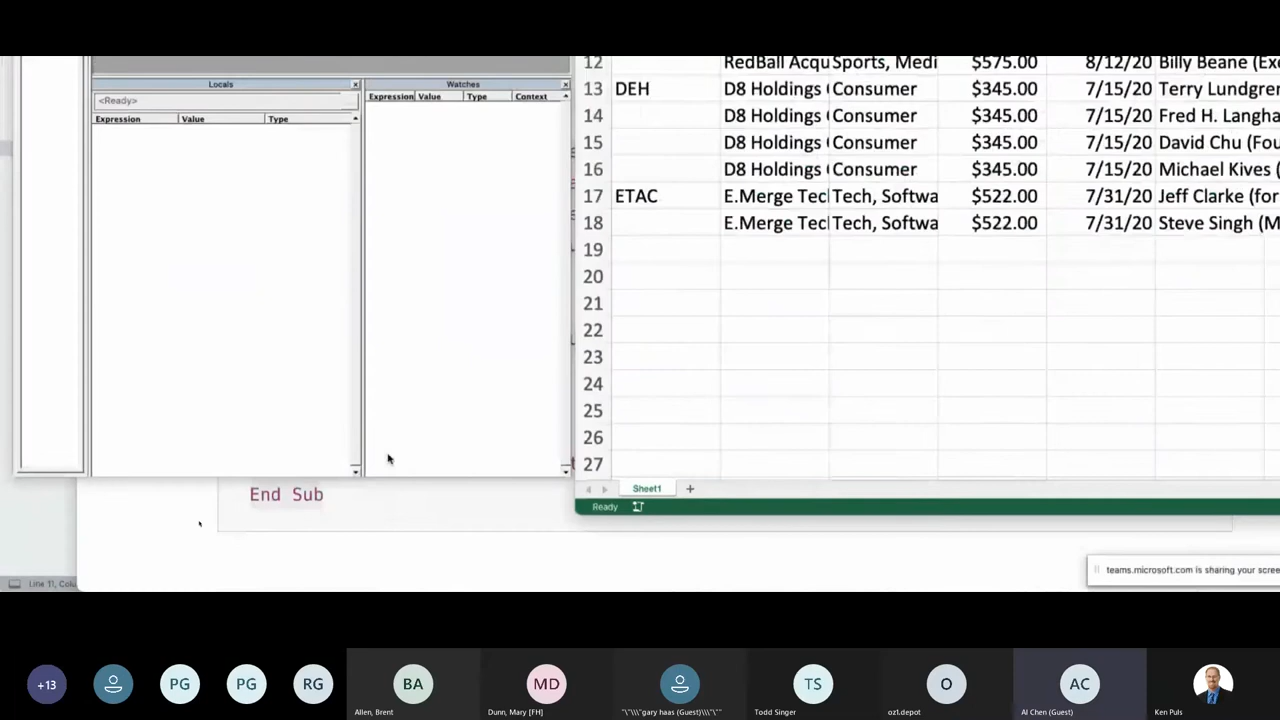 Locals
Watches
<Ready>
Expression Value Type
Expression Value Type Context
12 RedBall Acqu Sports, Medi $575.00 8/12/20 Billy Beane (Exe
13 DEH D8 Holdings Consumer $345.00 7/15/20 Terry Lundgren
14 D8 Holdings Consumer $345.00 7/15/20 Fred H. Langha
15 D8 Holdings Consumer $345.00 7/15/20 David Chu (Fou
16 D8 Holdings Consumer $345.00 7/15/20 Michael Kives (
17 ETAC E.Merge Tec Tech, Softwa $522.00 7/31/20 Jeff Clarke (for
18 E.Merge Tec Tech, Softwa $522.00 7/31/20 Steve Singh (M
19
20
21
22
23
24
25
26
27
Sheet1 +
Ready
End Sub
Line 11, Colu
teams.microsoft.com is sharing your scree
+13 PG PG RG BA MD TS O AC
Allen, Brent
Dunn, Mary [FH]
"\"\\\"gary haas (Guest)\\\"\""
Todd Singer
oz1.depot
Al Chen (Guest)
Ken Puls